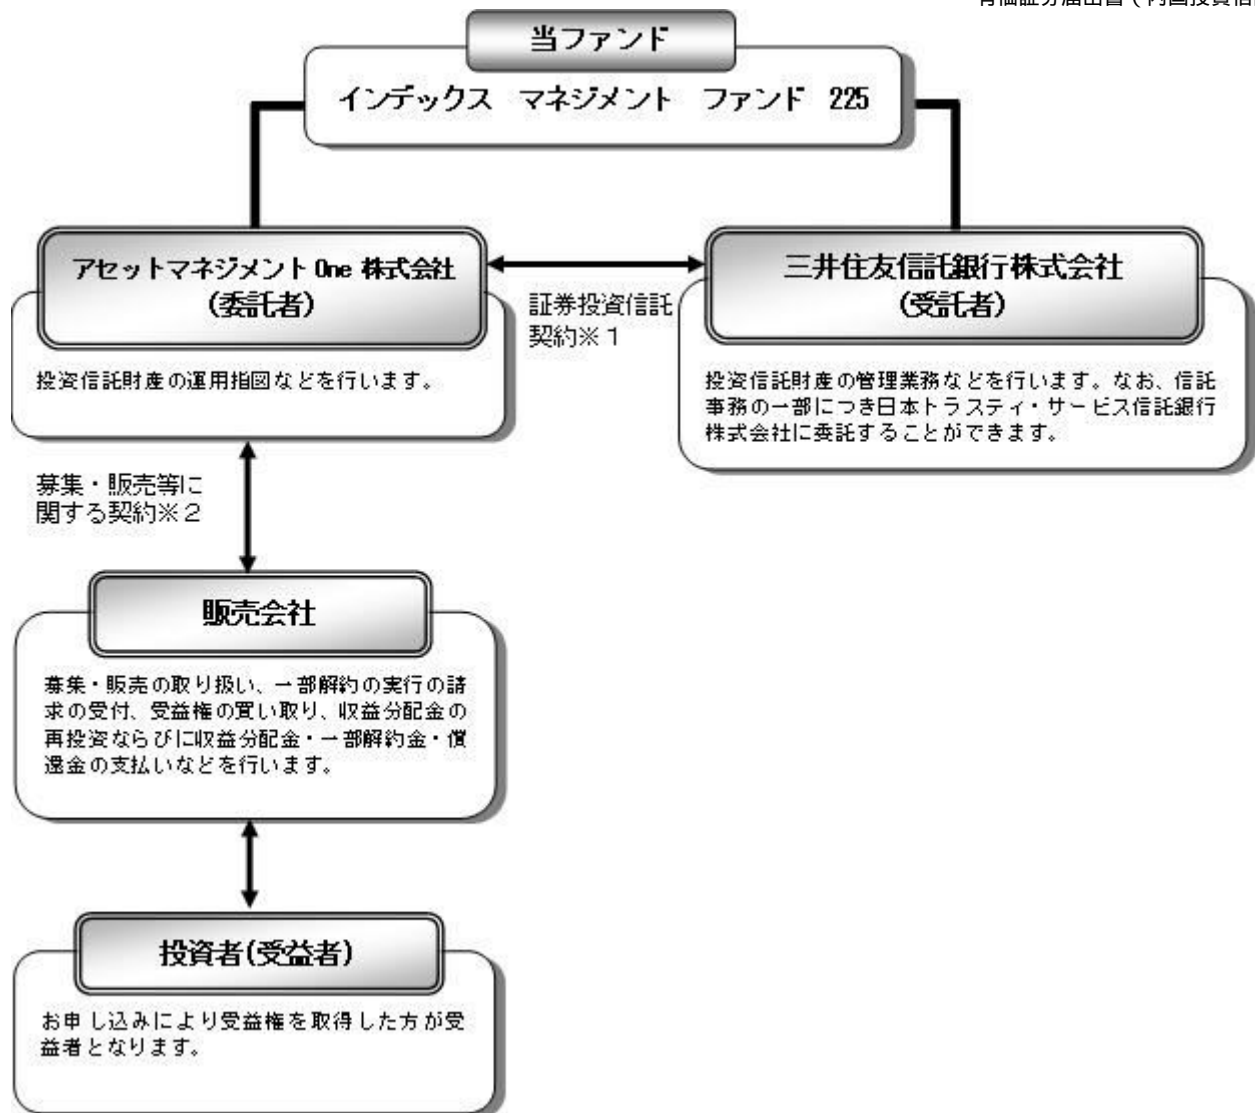 当ファンド
インデックス マネジメント ファンド 225
アセットマネジメント One 株式会社
(委託者)
投資信託財産の運用指図などを行います。
証券投資信託
契約※1
三井住友信託銀行株式会社
(受託者)
投資信託財産の管理業務などを行います。なお、信託
事務の一部につき日本トラスティ・サービス信託銀行
株式会社に委託することができます。
募集・販売等に
関する契約※2
販売会社
募集・販売の取り扱い、一部解約の実行の請
求の受付、受益権の買い取り、収益分配金の
再投資ならびに収益分配金・一部解約金・償
還金の支払いなどを行います。
投資者(受益者)
お申し込みにより受益権を取得した方が受
益者となります。